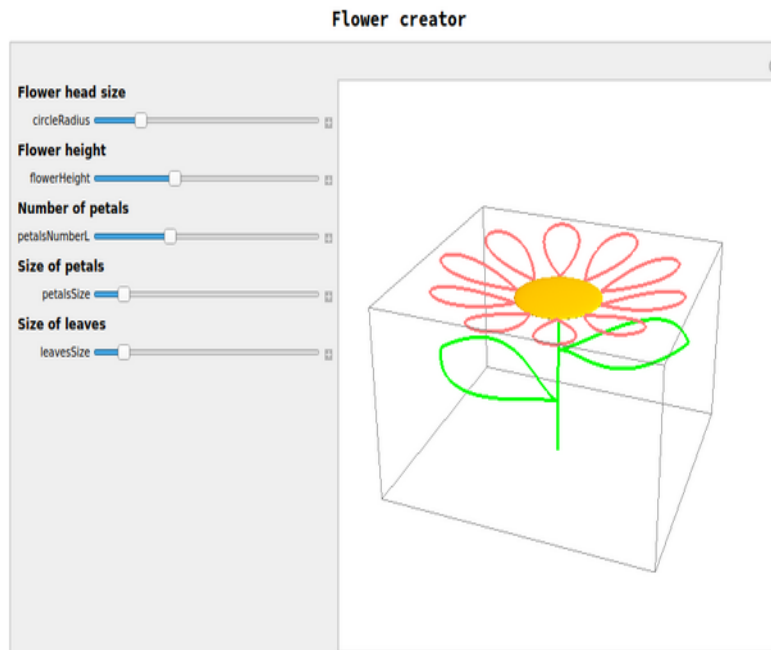 Flower creator
Flower head size
circleRadius
Flower height
flowerHeight
Number of petals
petalsNumberL
Size of petals
petalsSize
Size of leaves
leavesSize